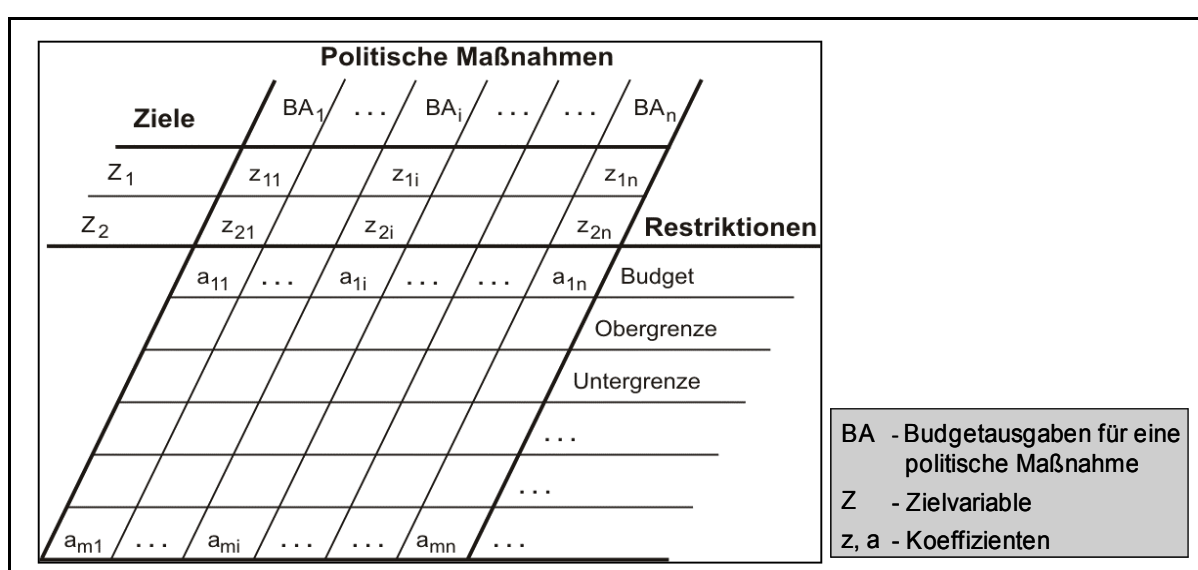 Politische Maßnahmen
Ziele BA1 ... BAi ... ... BAn
Z1 z11 z1i z1n
Z2 z21 z2i z2n Restriktionen
a11 ... a1i ... ... a1n Budget
Obergrenze
Untergrenze
...
...
am1 ... ami ... ... amn ...
BA - Budgetausgaben für eine
politische Maßnahme
Z - Zielvariable
z, a - Koeffizienten